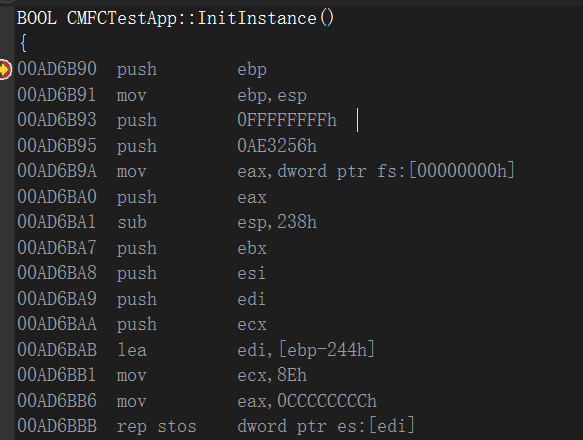 BOOL CMFCTestApp::InitInstance()
{
00AD6B90 push ebp
00AD6B91 mov ebp,esp
00AD6B93 push 0FFFFFFFFh
00AD6B95 push 0AE3256h
00AD6B9A mov eax,dword ptr fs:[00000000h]
00AD6BA0 push eax
00AD6BA1 sub esp,238h
00AD6BA7 push ebx
00AD6BA8 push esi
00AD6BA9 push edi
00AD6BAA push ecx
00AD6BAB lea edi,[ebp-244h]
00AD6BB1 mov ecx,8Eh
00AD6BB6 mov eax,0CCCCCCCCh
00AD6BBB rep stos dword ptr es:[edi]